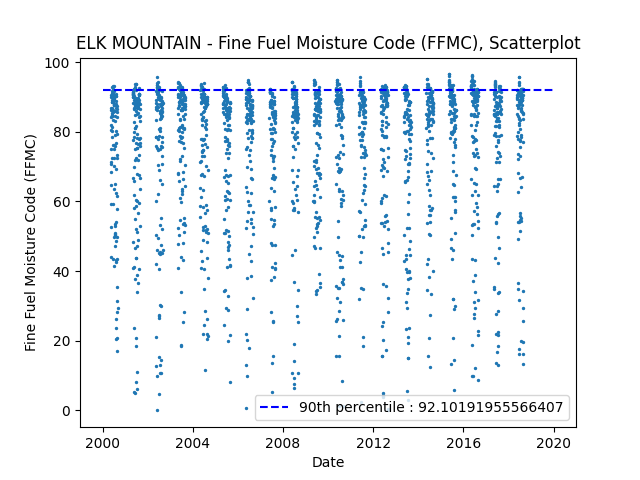 ELK MOUNTAIN - Fine Fuel Moisture Code (FFMC), Scatterplot
100
80
60
40
20
0
Fine Fuel Moisture Code (FFMC)
90th percentile : 92.10191955566407
2000 2004 2008 2012 2016 2020
Date